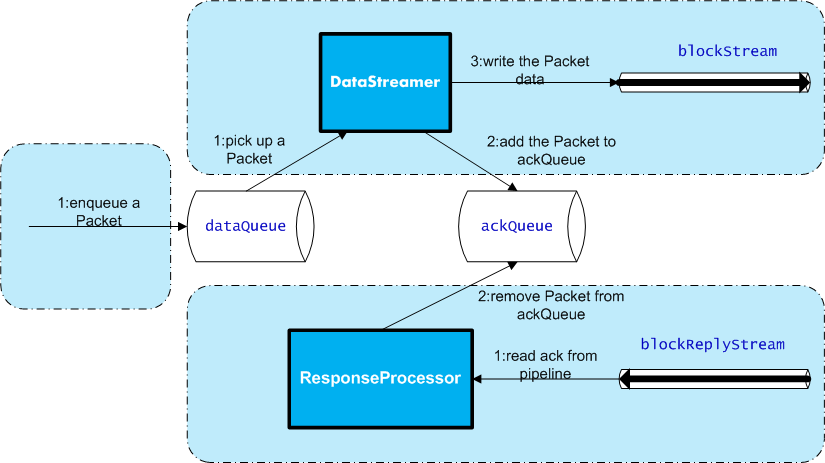 blockStream
3:write the Packet
data
DataStreamer
1:pick up a
Packet
2:add the Packet to
ackQueue
1:enqueue a
Packet
dataQueue
ackQueue
2:remove Packet from
ackQueue
blockReplyStream
1:read ack from
pipeline
ResponseProcessor